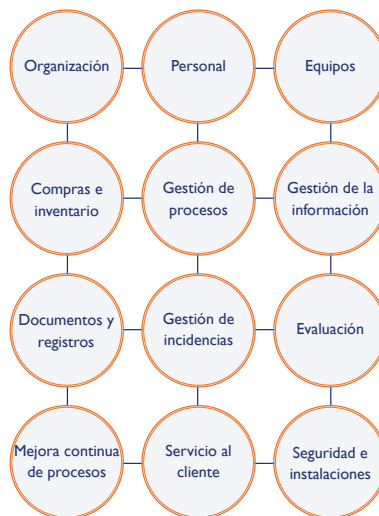 Organización
Personal
Equipos
Compras e
inventario
Gestión de
procesos
Gestión de la
información
Documentos y
registros
Gestión de
incidencias
Evaluación
Mejora continua
de procesos
Servicio al
cliente
Seguridad e
instalaciones